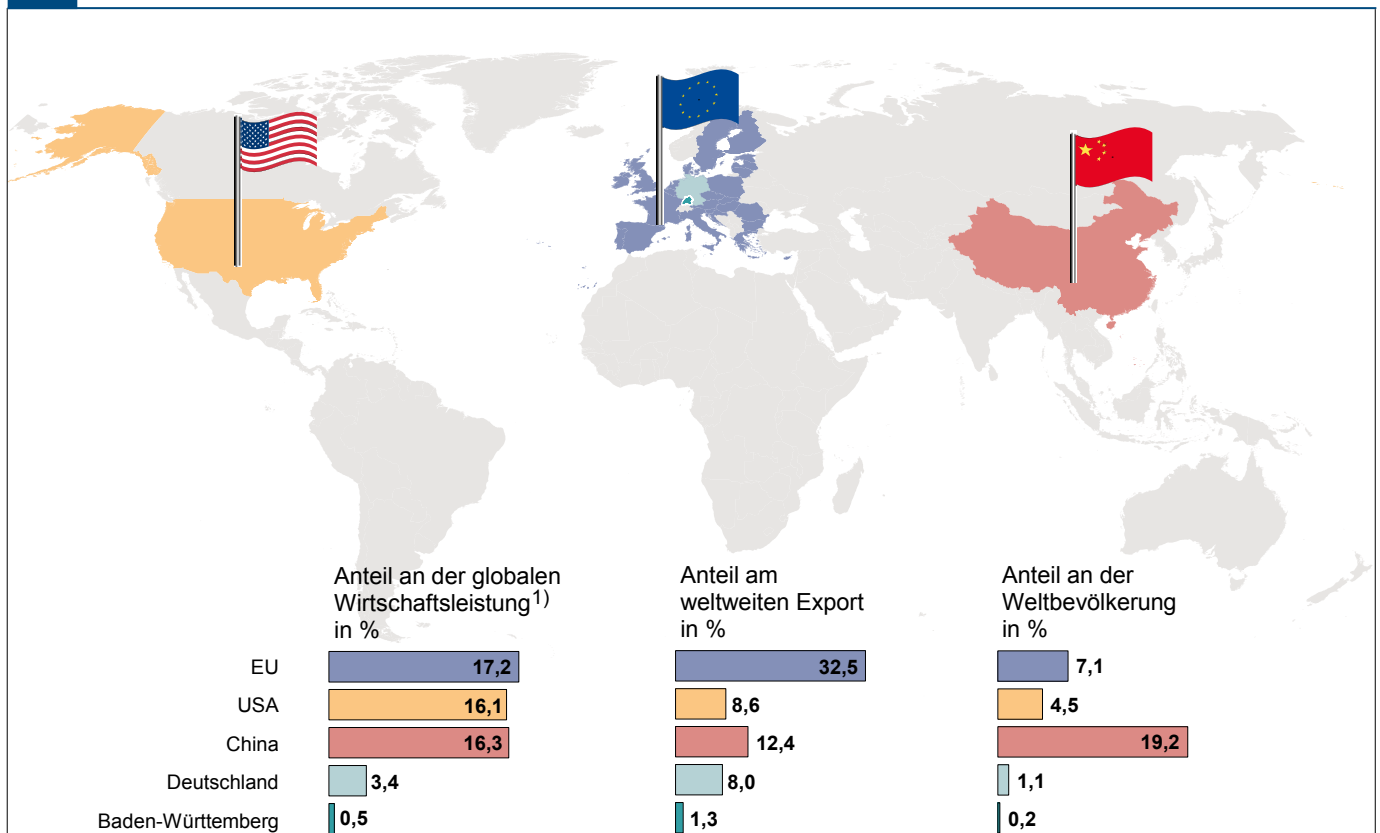 Anteil an der globalen
Wirtschaftsleistung1)
in %
Anteil am
weltweiten Export
in %
Anteil an der
Weltbevölkerung
in %
EU 17,2 32,5 7,1
USA 16,1 8,6 4,5
China 16,3 12,4 19,2
Deutschland 3,4 8,0 1,1
Baden-Württemberg 0,5 1,3 0,2